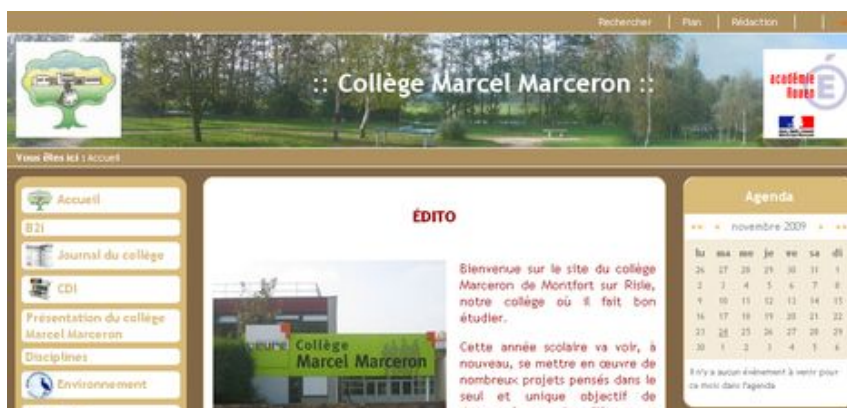 Rechercher | Plan | Rédaction
:: Collège Marcel Marceron ::
académie
Rouen
É
Vous êtes ici : Accueil
Accueil
B2i
Journal du collège
CDI
Présentation du collège
Marcel Marceron
Disciplines
Environnement
ÉDITO
eure Collège
Marcel Marceron
Bienvenue sur le site du collège
Marceron de Montfort sur Risle,
notre collège où il fait bon
étudier.
Cette année scolaire va voir, à
nouveau, se mettre en œuvre de
nombreux projets pensés dans le
seul et unique objectif de
Agenda
«« « novembre 2009 » »»
lu ma me je ve sa di
26 27 28 29 30 31 1
2 3 4 5 6 7 8
9 10 11 12 13 14 15
16 17 18 19 20 21 22
23 24 25 26 27 28 29
30 1 2 3 4 5 6
Il n'y a aucun évènement à venir pour
ce mois dans l'agenda